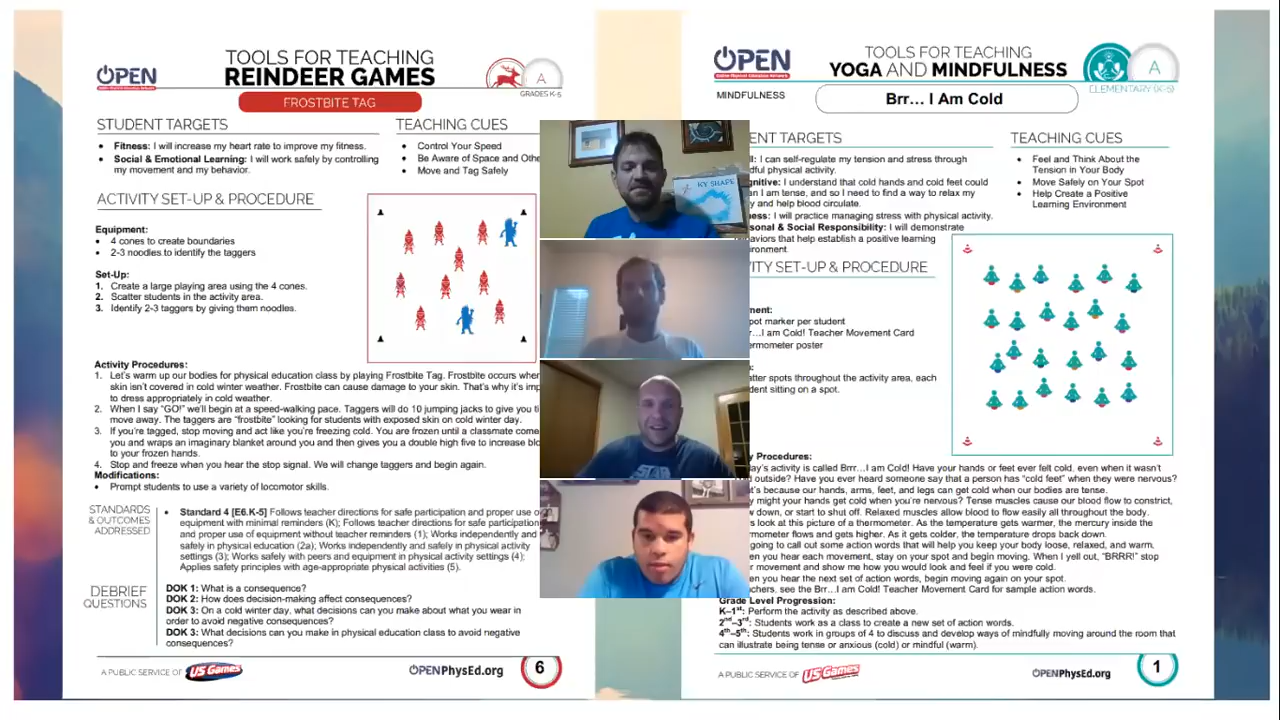 OPEN
TOOLS FOR TEACHING
REINDEER GAMES
A
GRADES K-5
FROSTBITE TAG
STUDENT TARGETS
• Fitness: I will increase my heart rate to improve my fitness.
• Social & Emotional Learning: I will work safely by controlling
my movement and my behavior.
TEACHING CUES
• Control Your Speed
• Be Aware of Space and Othe
• Move and Tag Safely
ACTIVITY SET-UP & PROCEDURE
Equipment:
• 4 cones to create boundaries
• 2-3 noodles to identify the taggers
Set-Up:
1. Create a large playing area using the 4 cones.
2. Scatter students in the activity area.
3. Identify 2-3 taggers by giving them noodles.
Activity Procedures:
1. Let's warm up our bodies for physical education class by playing Frostbite Tag. Frostbite occurs wher
skin isn't covered in cold winter weather. Frostbite can cause damage to your skin. That's why it's imp
to dress appropriately in cold weather.
2. When I say "GO!" we'll begin at a speed-walking pace. Taggers will do 10 jumping jacks to give you ti
move away. The taggers are "frostbite" looking for students with exposed skin on cold winter day.
3. If you're tagged, stop moving and act like you're freezing cold. You are frozen until a classmate come
you and wraps an imaginary blanket around you and then gives you a double high five to increase blo
to your frozen hands.
4. Stop and freeze when you hear the stop signal. We will change taggers and begin again.
Modifications:
• Prompt students to use a variety of locomotor skills.
STANDARDS
& OUTCOMES
ADDRESSED
• Standard 4 [E6.K-5] Follows teacher directions for safe participation and proper use o
equipment with minimal reminders (K); Follows teacher directions for safe participation
and proper use of equipment without teacher reminders (1); Works independently and
safely in physical education (2a); Works independently and safely in physical activity
settings (3); Works safely with peers and equipment in physical activity settings (4);
Applies safety principles with age-appropriate physical activities (5).
DEBRIEF
QUESTIONS
DOK 1: What is a consequence?
DOK 2: How does decision-making affect consequences?
DOK 3: On a cold winter day, what decisions can you make about what you wear in
order to avoid negative consequences?
DOK 3: What decisions can you make in physical education class to avoid negative
consequences?
A PUBLIC SERVICE OF US Games
OPENPhysEd.org
6
KY SHAPE
OPEN
TOOLS FOR TEACHING
YOGA AND MINDFULNESS
A
ELEMENTARY (K-5)
MINDFULNESS
Brr… I Am Cold
ENT TARGETS
ll: I can self-regulate my tension and stress through
dful physical activity.
gnitive: I understand that cold hands and cold feet could
an I am tense, and so I need to find a way to relax my
y and help blood circulate.
ness: I will practice managing stress with physical activity.
sonal & Social Responsibility: I will demonstrate
aviors that help establish a positive learning
ironment.
TEACHING CUES
• Feel and Think About the
Tension in Your Body
• Move Safely on Your Spot
• Help Create a Positive
Learning Environment
VITY SET-UP & PROCEDURE
ment:
pot marker per student
r…I am Cold! Teacher Movement Card
ermometer poster
atter spots throughout the activity area, each
dent sitting on a spot.
y Procedures:
ay's activity is called Brrr…I am Cold! Have your hands or feet ever felt cold, even when it wasn't
outside? Have you ever heard someone say that a person has "cold feet" when they were nervous?
t's because our hands, arms, feet, and legs can get cold when our bodies are tense.
y might your hands get cold when you're nervous? Tense muscles cause our blood flow to constrict,
w down, or start to shut off. Relaxed muscles allow blood to flow easily all throughout the body.
's look at this picture of a thermometer. As the temperature gets warmer, the mercury inside the
rmometer flows and gets higher. As it gets colder, the temperature drops back down.
going to call out some action words that will help you keep your body loose, relaxed, and warm.
en you hear each movement, stay on your spot and begin moving. When I yell out, "BRRR!" stop
r movement and show me how you would look and feel if you were cold.
en you hear the next set of action words, begin moving again on your spot.
chers, see the Brr…I am Cold! Teacher Movement Card for sample action words.
Grade Level Progression:
K–1st: Perform the activity as described above.
2nd–3rd: Students work as a class to create a new set of action words.
4th–5th: Students work in groups of 4 to discuss and develop ways of mindfully moving around the room that
can illustrate being tense or anxious (cold) or mindful (warm).
A PUBLIC SERVICE OF US Games
OPENPhysEd.org
1